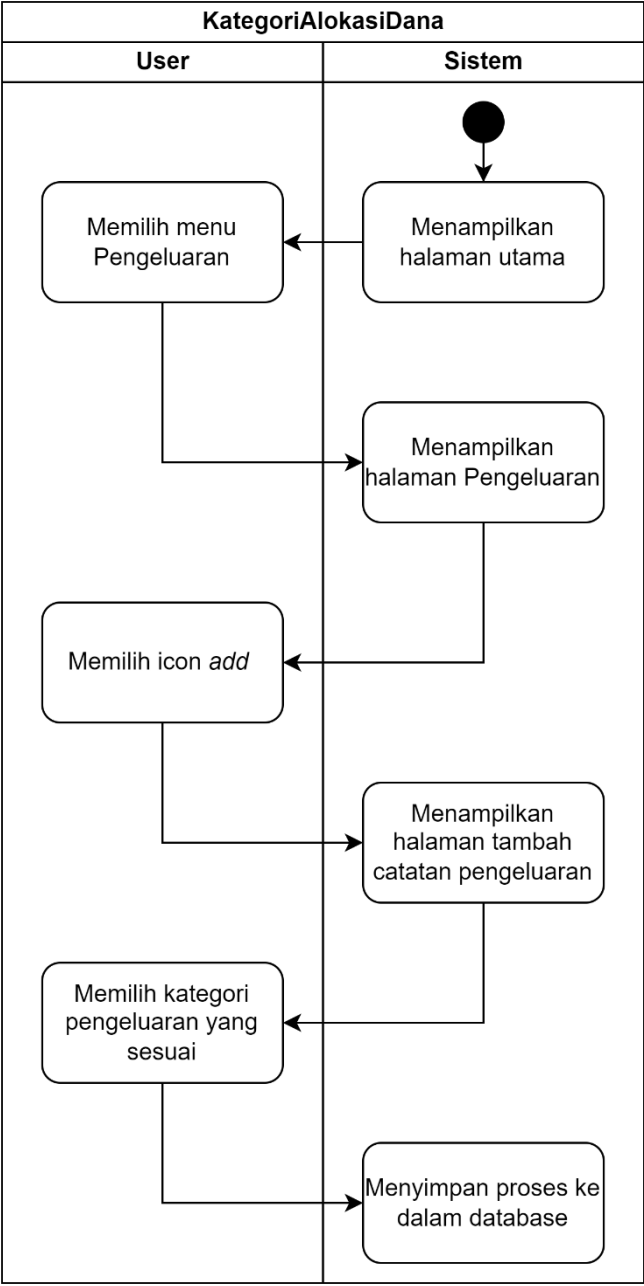 KategoriAlokasiDana
User
Sistem
Menampilkan
halaman utama
Memilih menu
Pengeluaran
Menampilkan
halaman Pengeluaran
Memilih icon add
Menampilkan
halaman tambah
catatan pengeluaran
Memilih kategori
pengeluaran yang
sesuai
Menyimpan proses ke
dalam database